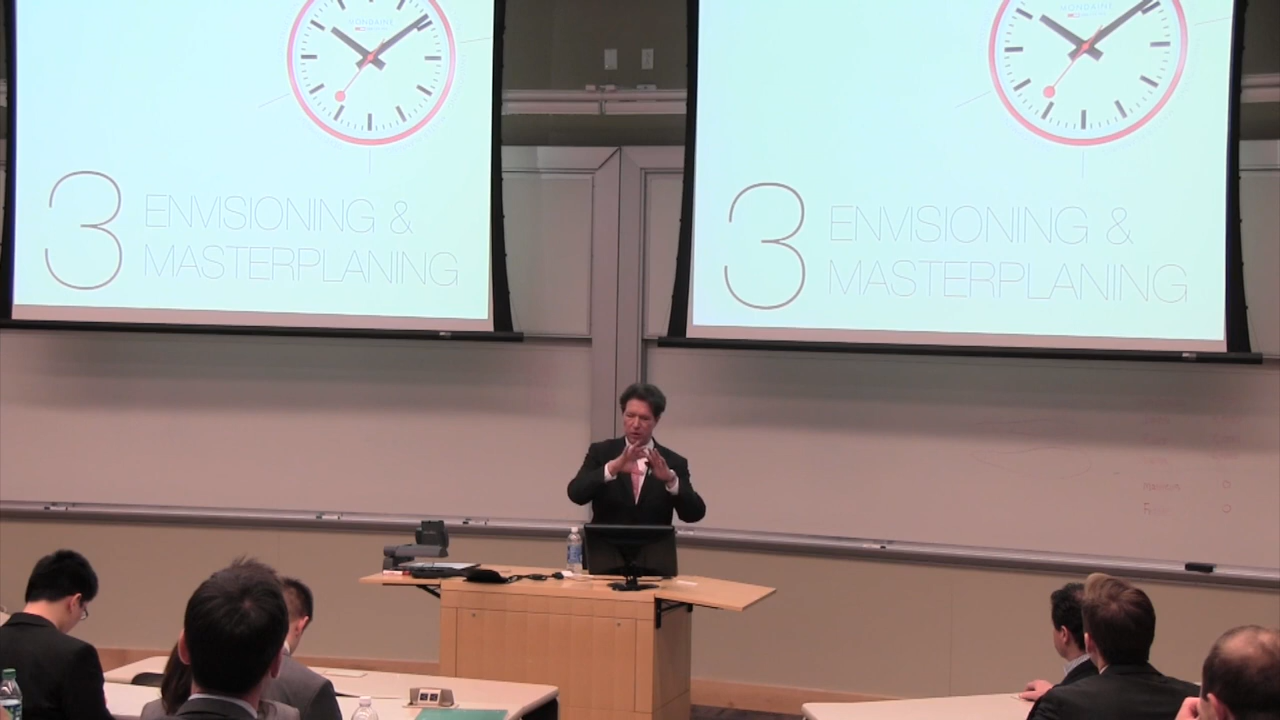 MONDAINE
3 ENVISIONING &
MASTERPLANING
MONDAINE
3 ENVISIONING &
MASTERPLANING